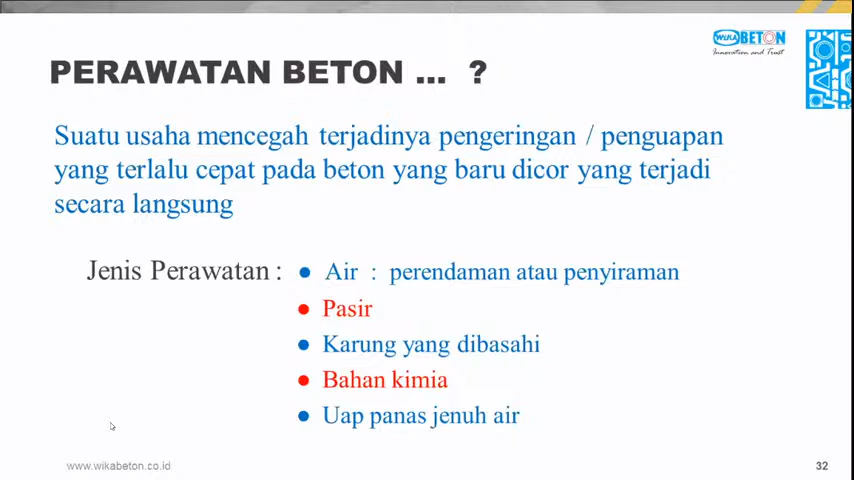 WIKA BETON
Innovation and Trust
PERAWATAN BETON ... ?
Suatu usaha mencegah terjadinya pengeringan / penguapan
yang terlalu cepat pada beton yang baru dicor yang terjadi
secara langsung
Jenis Perawatan : ● Air : perendaman atau penyiraman
● Pasir
● Karung yang dibasahi
● Bahan kimia
● Uap panas jenuh air
www.wikabeton.co.id
32